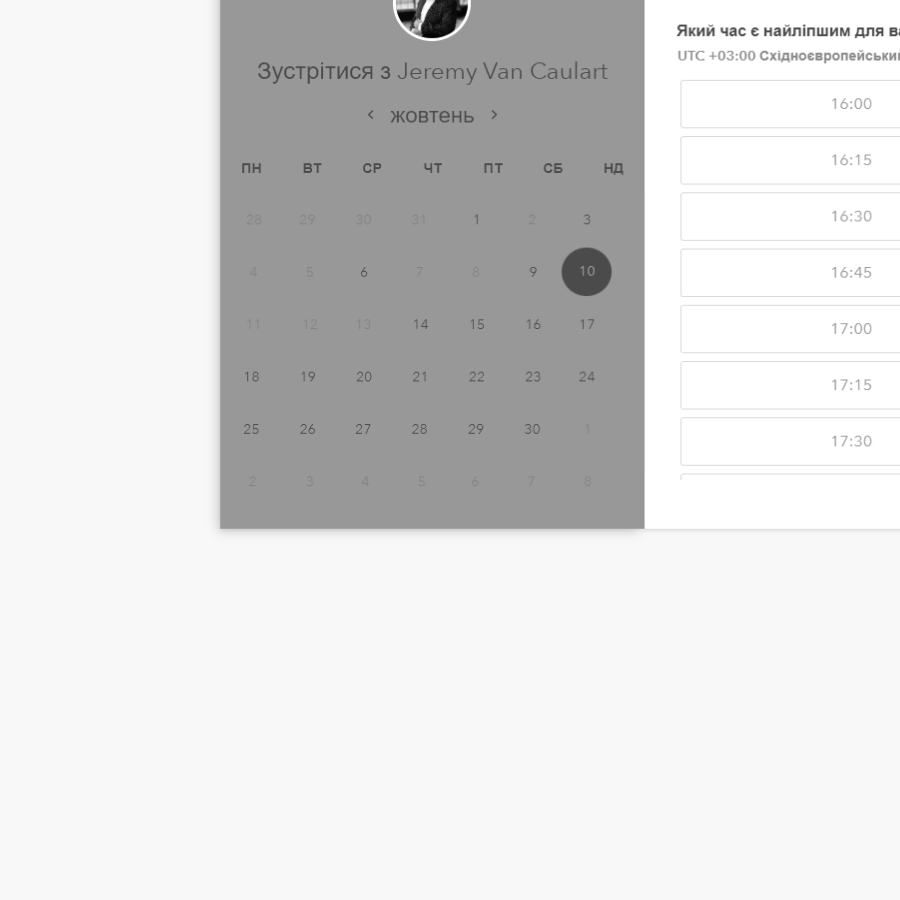 Зустрітися з Jeremy Van Caulart
жовтень
ПН ВТ СР ЧТ ПТ СБ НД
28 29 30 31 1 2 3
4 5 6 7 8 9 10
11 12 13 14 15 16 17
18 19 20 21 22 23 24
25 26 27 28 29 30 1
2 3 4 5 6 7 8
Який час є найліпшим для
UTC +03:00 Східноєвропейськи
16:00
16:15
16:30
16:45
17:00
17:15
17:30